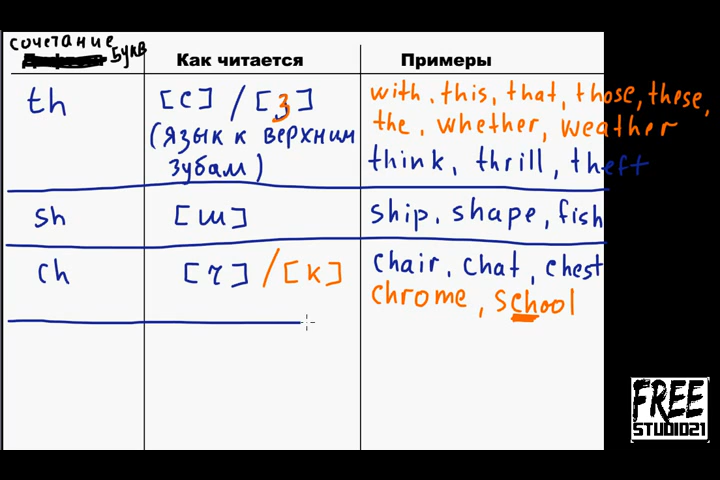 сочетание букв
Как читается
Примеры
th
[с] / [з]
(язык к верхним
зубам)
with, this, that, those, these,
the, whether, weather
think, thrill, theft
sh
[ш]
ship, shape, fish
ch
[ч] / [к]
chair, chat, chest
chrome, school
FREE
STUDIO21